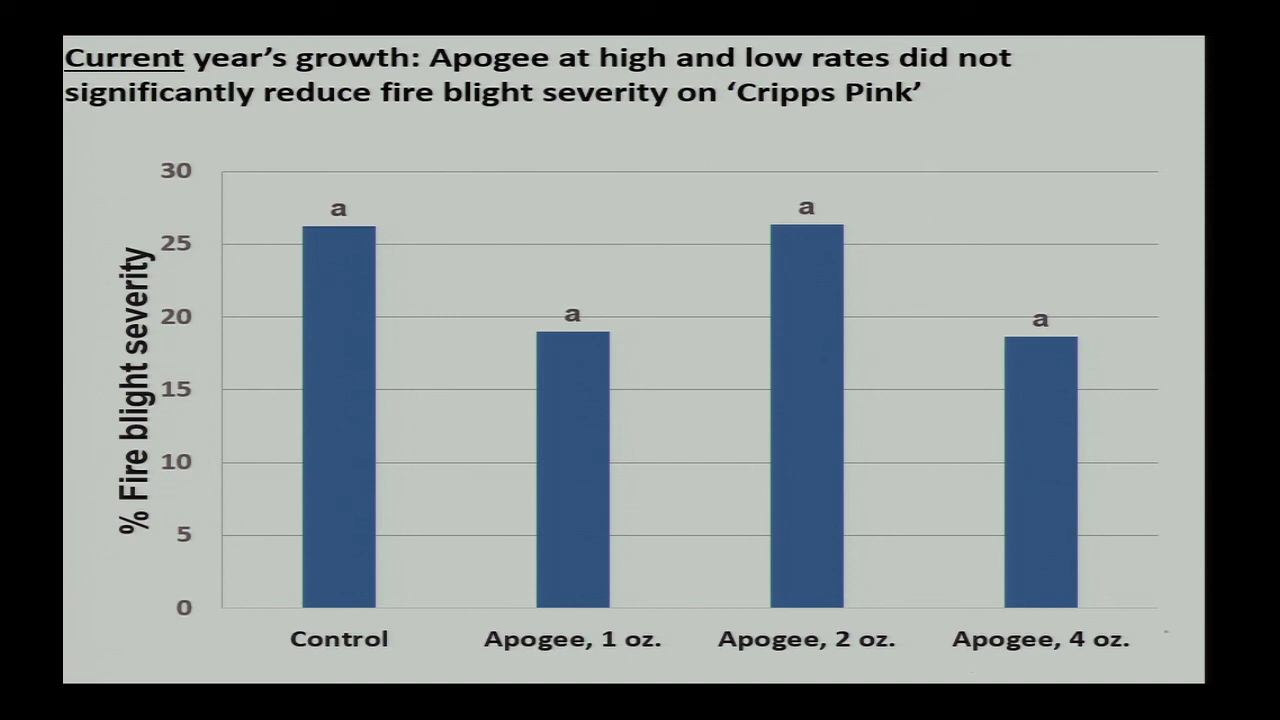 Current year’s growth: Apogee at high and low rates did not
significantly reduce fire blight severity on ‘Cripps Pink’
% Fire blight severity
30
25
20
15
10
5
0
a
a
a
a
Control
Apogee, 1 oz.
Apogee, 2 oz.
Apogee, 4 oz.